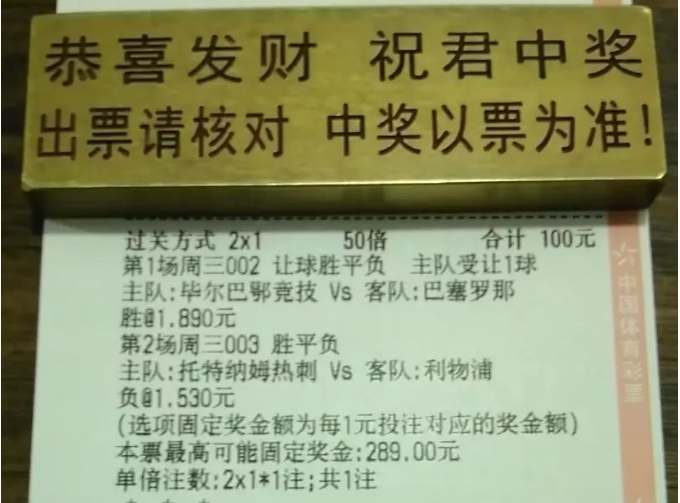 恭喜发财 祝君中奖
出票请核对 中奖以票为准!
过关方式 2x1 50倍 合计 100元
第1场周三002 让球胜平负 主队受让1球
主队:毕尔巴鄂竞技 Vs 客队:巴塞罗那
胜@1.890元
第2场周三003 胜平负
主队:托特纳姆热刺 Vs 客队:利物浦
负@1.530元
(选项固定奖金额为每1元投注对应的奖金额)
本票最高可能固定奖金:289.00元
单倍注数:2x1*1注;共1注
中国体育彩票